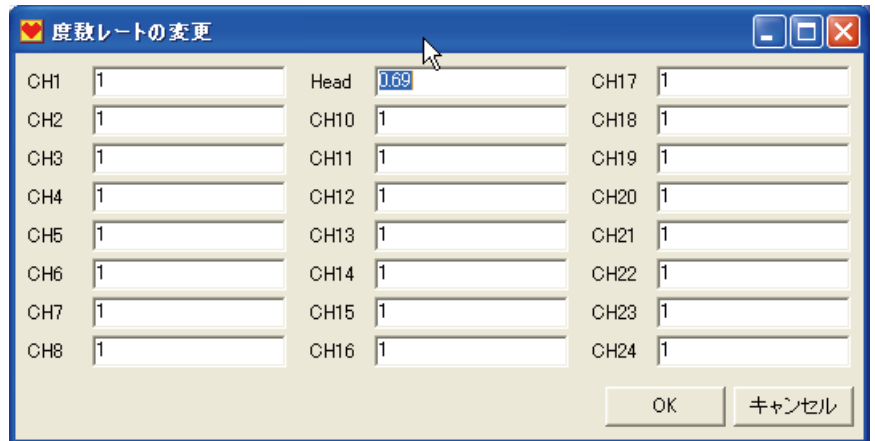 度数レートの変更
CH1 1 Head 0.69 CH17 1
CH2 1 CH10 1 CH18 1
CH3 1 CH11 1 CH19 1
CH4 1 CH12 1 CH20 1
CH5 1 CH13 1 CH21 1
CH6 1 CH14 1 CH22 1
CH7 1 CH15 1 CH23 1
CH8 1 CH16 1 CH24 1
OK キャンセル